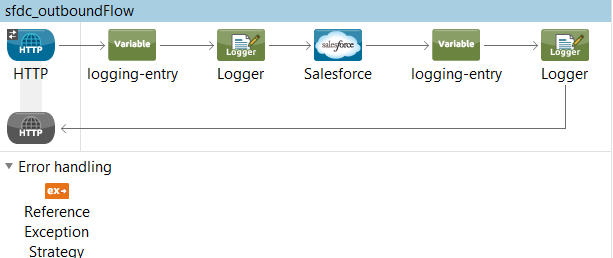 sfdc_outboundFlow
HTTP Variable Logger salesforce Variable Logger
HTTP logging-entry Logger Salesforce logging-entry Logger
HTTP
Error handling
ex
Reference
Exception
Strategy